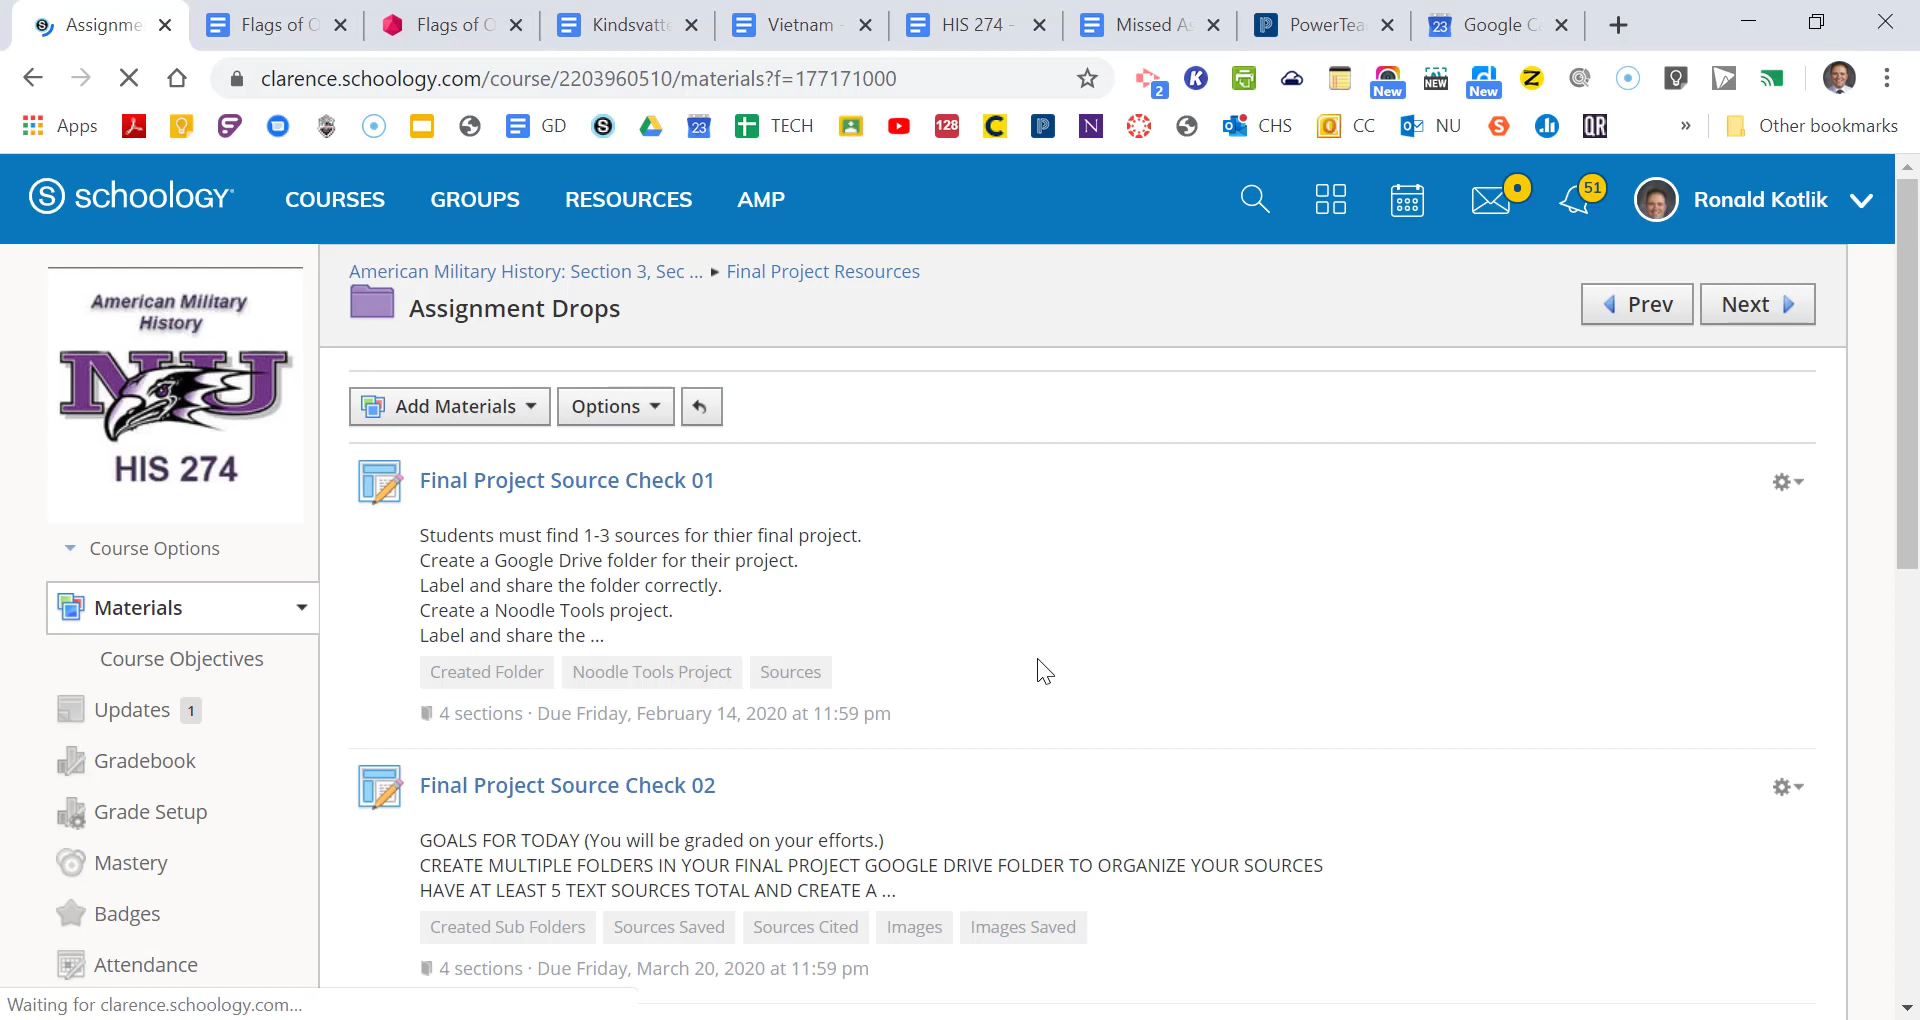 Assignme
Flags of O
Flags of O
Kindsvatte
Vietnam -
HIS 274 -
Missed As
PowerTea
23
Google Ca
clarence.schoology.com/course/2203960510/materials?f=177171000
2
K
New
NEW
New
Z
Apps
GD
S
23
TECH
128
C
P
N
CHS
CC
NU
QR
»
Other bookmarks
schoology
COURSES
GROUPS
RESOURCES
AMP
51
Ronald Kotlik
American Military History: Section 3, Sec ... ▸ Final Project Resources
Assignment Drops
Prev
Next
American Military
History
NU
HIS 274
Add Materials
Options
Final Project Source Check 01
Students must find 1-3 sources for thier final project.
Create a Google Drive folder for their project.
Label and share the folder correctly.
Create a Noodle Tools project.
Label and share the ...
Created Folder
Noodle Tools Project
Sources
4 sections · Due Friday, February 14, 2020 at 11:59 pm
Course Options
Materials
Course Objectives
Updates 1
Gradebook
Grade Setup
Mastery
Badges
Attendance
Final Project Source Check 02
GOALS FOR TODAY (You will be graded on your efforts.)
CREATE MULTIPLE FOLDERS IN YOUR FINAL PROJECT GOOGLE DRIVE FOLDER TO ORGANIZE YOUR SOURCES
HAVE AT LEAST 5 TEXT SOURCES TOTAL AND CREATE A ...
Created Sub Folders
Sources Saved
Sources Cited
Images
Images Saved
4 sections · Due Friday, March 20, 2020 at 11:59 pm
Waiting for clarence.schoology.com...